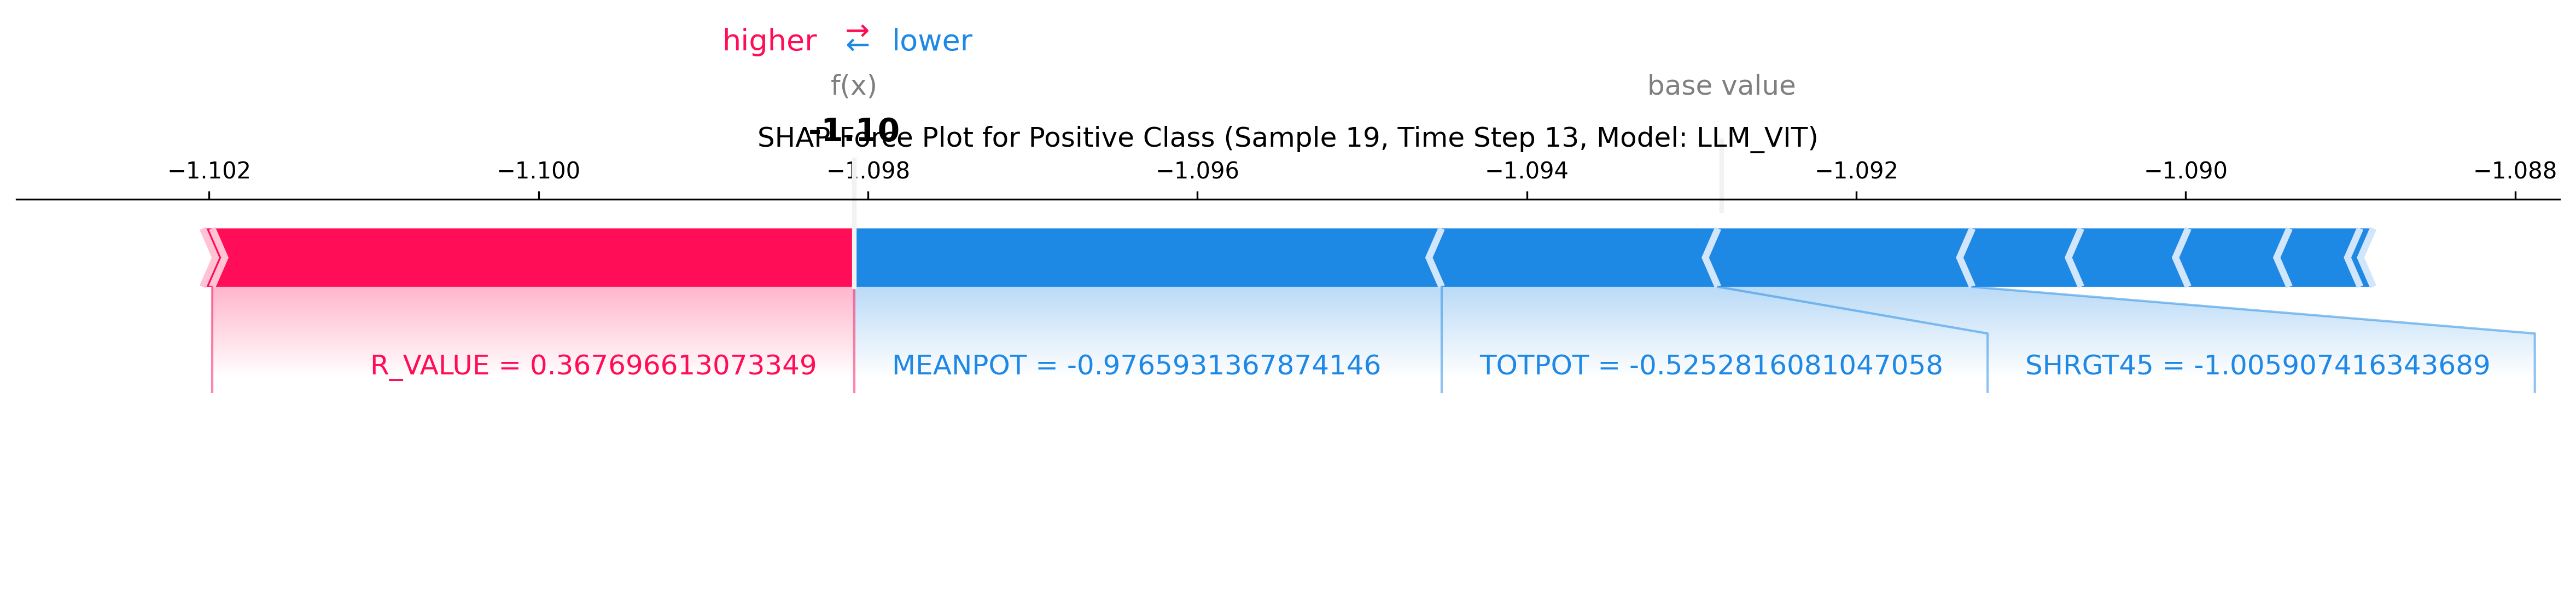 higher ⇄ lower
f(x) base value
-1.10
SHAP Force Plot for Positive Class (Sample 19, Time Step 13, Model: LLM_VIT)
−1.102 −1.100 −1.098 −1.096 −1.094 −1.092 −1.090 −1.088
R_VALUE = 0.367696613073349 MEANPOT = -0.9765931367874146 TOTPOT = -0.5252816081047058 SHRGT45 = -1.005907416343689